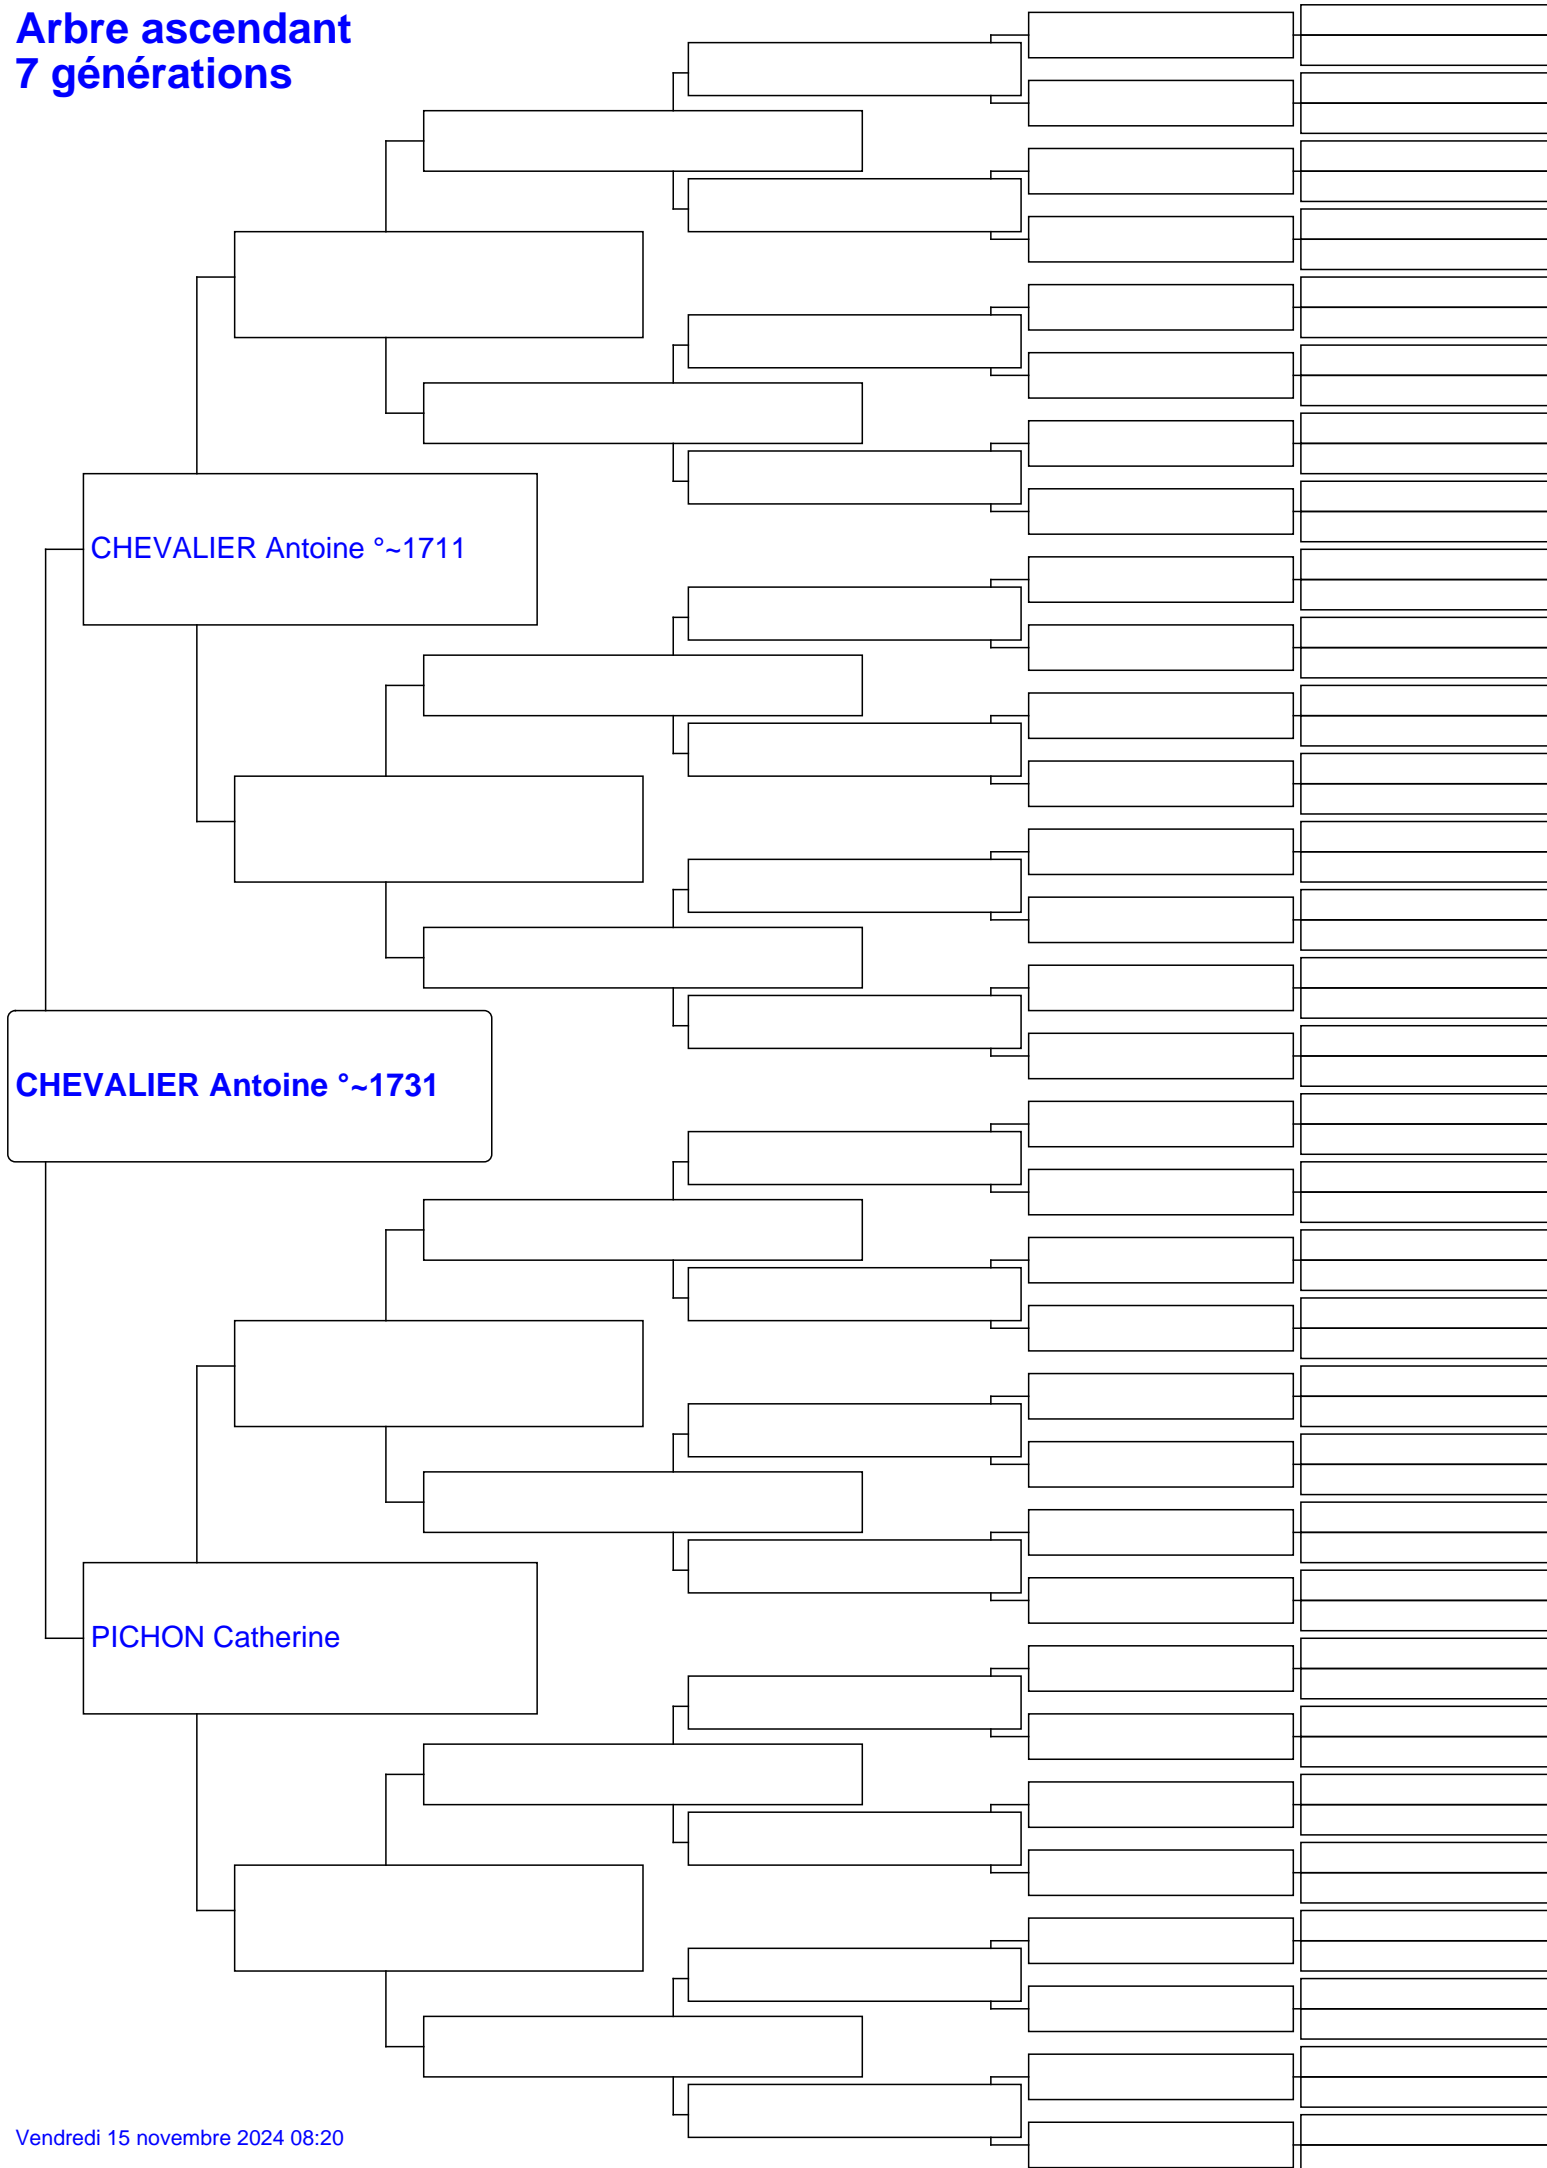 Arbre ascendant
7 générations
CHEVALIER Antoine °~1711
CHEVALIER Antoine °~1731
PICHON Catherine
Vendredi 15 novembre 2024 08:20